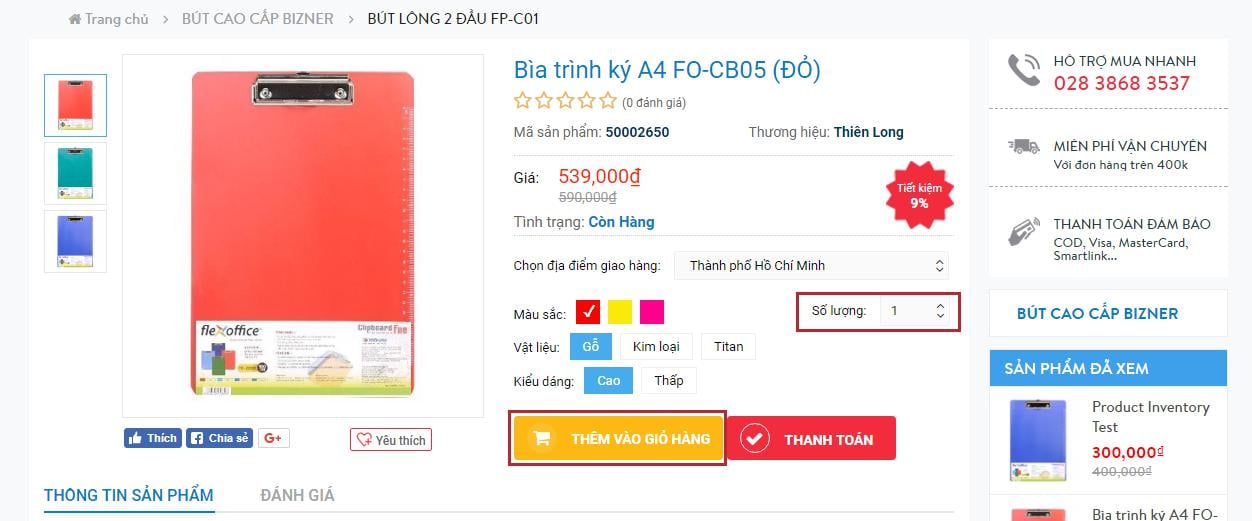 Trang chủ > BÚT CAO CẤP BIZNER > BÚT LÔNG 2 ĐẦU FP-C01
Bìa trình ký A4 FO-CB05 (ĐỎ)
(0 đánh giá)
Mã sản phẩm: 50002650 Thương hiệu: Thiên Long
Giá: 539,000₫
590,000₫
Tiết kiệm
9%
Tình trạng: Còn Hàng
Chọn địa điểm giao hàng: Thành phố Hồ Chí Minh
Màu sắc:
Số lượng: 1
Vật liệu: Gỗ Kim loại Titan
Kiểu dáng: Cao Thấp
THÊM VÀO GIỎ HÀNG THANH TOÁN
flexoffice
Clipboard Fine
Thích Chia sẻ G+ Yêu thích
THÔNG TIN SẢN PHẨM ĐÁNH GIÁ
HỖ TRỢ MUA NHANH
028 3868 3537
MIỄN PHÍ VẬN CHUYỂN
Với đơn hàng trên 400k
THANH TOÁN ĐẢM BẢO
COD, Visa, MasterCard,
Smartlink...
BÚT CAO CẤP BIZNER
SẢN PHẨM ĐÃ XEM
Product Inventory
Test
300,000₫
400,000₫
Bìa trình ký A4 FO-